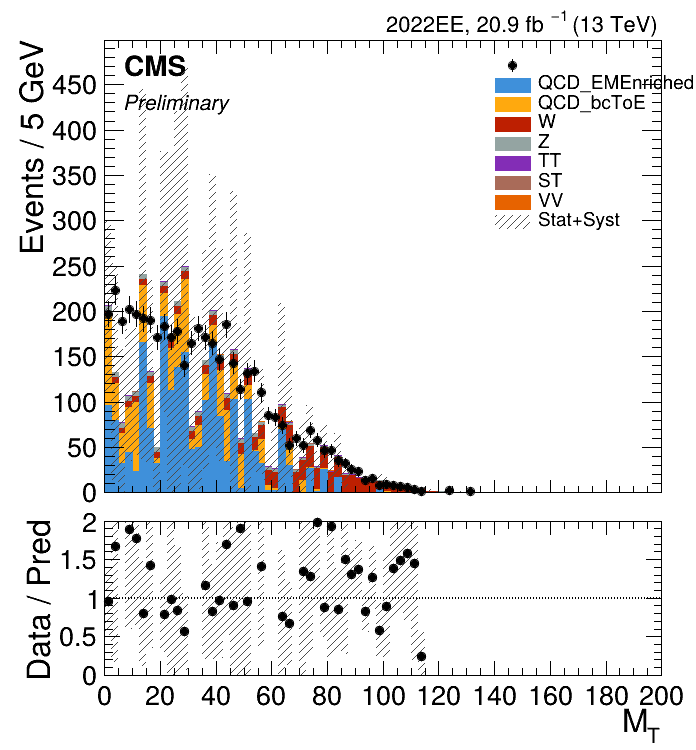 2022EE, 20.9 fb⁻¹ (13 TeV)
CMS
Preliminary
QCD_EMEnriched
QCD_bcToE
W
Z
TT
ST
VV
Stat+Syst
Events / 5 GeV
450
400
350
300
250
200
150
100
50
0
Data / Pred
2
1.5
1
0.5
0
0 20 40 60 80 100 120 140 160 180 200
M_T